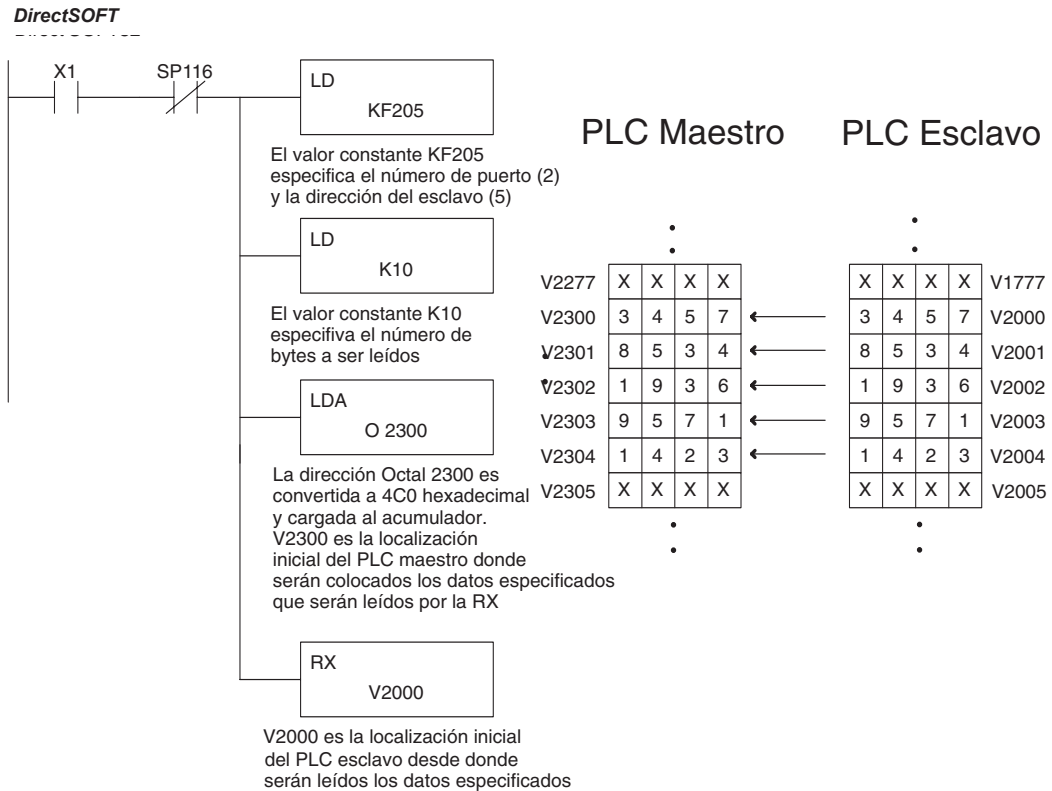 DirectSOFT
X1
SP116
LD
KF205
El valor constante KF205
especifica el número de puerto (2)
y la dirección del esclavo (5)
LD
K10
El valor constante K10
especifiva el número de
bytes a ser leídos
LDA
O 2300
La dirección Octal 2300 es
convertida a 4C0 hexadecimal
y cargada al acumulador.
V2300 es la localización
inicial del PLC maestro donde
serán colocados los datos especificados
que serán leídos por la RX
RX
V2000
V2000 es la localización inicial
del PLC esclavo desde donde
serán leídos los datos especificados
PLC Maestro PLC Esclavo
V2277 X X X X X X X X V1777
V2300 3 4 5 7 3 4 5 7 V2000
V2301 8 5 3 4 8 5 3 4 V2001
V2302 1 9 3 6 1 9 3 6 V2002
V2303 9 5 7 1 9 5 7 1 V2003
V2304 1 4 2 3 1 4 2 3 V2004
V2305 X X X X X X X X V2005